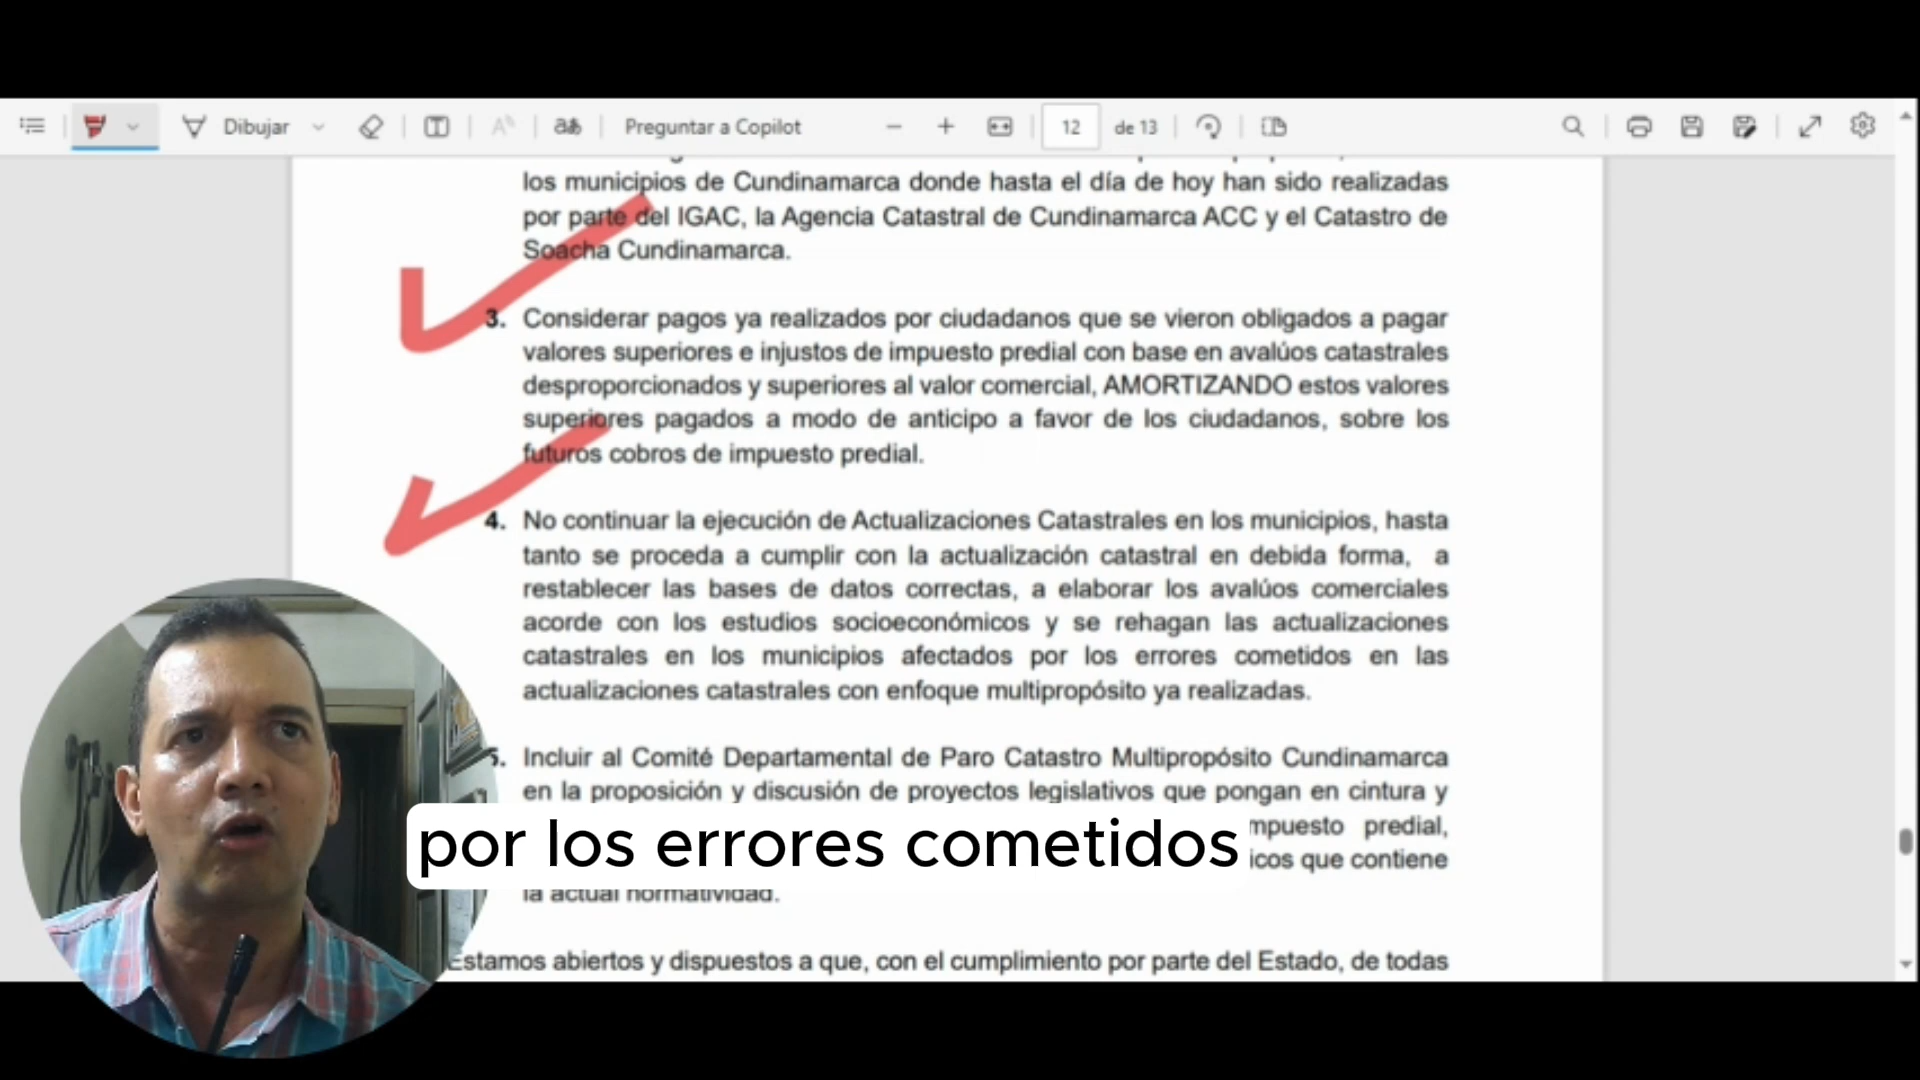 Dibujar
Preguntar a Copilot
12 de 13
los municipios de Cundinamarca donde hasta el día de hoy han sido realizadas
por parte del IGAC, la Agencia Catastral de Cundinamarca ACC y el Catastro de
Soacha Cundinamarca.
3. Considerar pagos ya realizados por ciudadanos que se vieron obligados a pagar
valores superiores e injustos de impuesto predial con base en avalúos catastrales
desproporcionados y superiores al valor comercial, AMORTIZANDO estos valores
superiores pagados a modo de anticipo a favor de los ciudadanos, sobre los
futuros cobros de impuesto predial.
4. No continuar la ejecución de Actualizaciones Catastrales en los municipios, hasta
tanto se proceda a cumplir con la actualización catastral en debida forma, a
restablecer las bases de datos correctas, a elaborar los avalúos comerciales
acorde con los estudios socioeconómicos y se rehagan las actualizaciones
catastrales en los municipios afectados por los errores cometidos en las
actualizaciones catastrales con enfoque multipropósito ya realizadas.
5. Incluir al Comité Departamental de Paro Catastro Multipropósito Cundinamarca
en la proposición y discusión de proyectos legislativos que pongan en cintura y
predial,
que contiene
la actual normatividad.
por los errores cometidos
Estamos abiertos y dispuestos a que, con el cumplimiento por parte del Estado, de todas